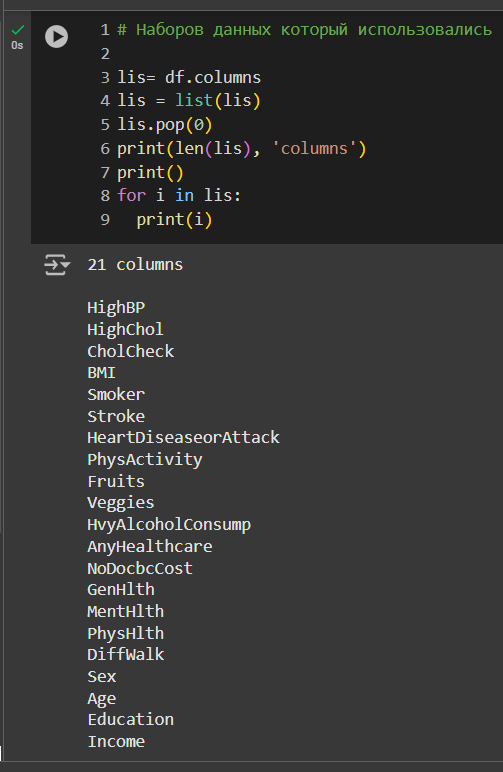 0s
1 # Наборов данных который использовались
2
3 lis= df.columns
4 lis = list(lis)
5 lis.pop(0)
6 print(len(lis), 'columns')
7 print()
8 for i in lis:
9   print(i)
21 columns
HighBP
HighChol
CholCheck
BMI
Smoker
Stroke
HeartDiseaseorAttack
PhysActivity
Fruits
Veggies
HvyAlcoholConsump
AnyHealthcare
NoDocbcCost
GenHlth
MentHlth
PhysHlth
DiffWalk
Sex
Age
Education
Income